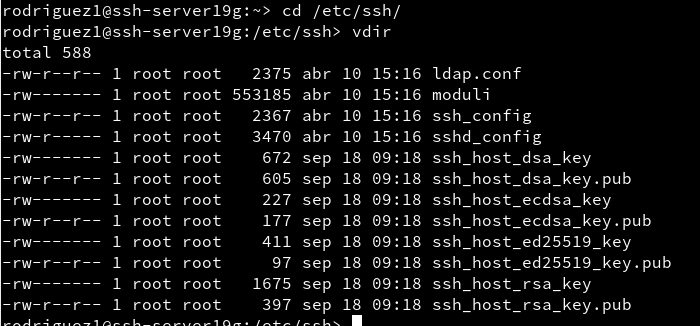 rodriguez1@ssh-server19g:~> cd /etc/ssh/
rodriguez1@ssh-server19g:/etc/ssh> vdir
total 588
-rw-r--r-- 1 root root   2375 abr 10 15:16 ldap.conf
-rw------- 1 root root 553185 abr 10 15:16 moduli
-rw-r--r-- 1 root root   2367 abr 10 15:16 ssh_config
-rw-r----- 1 root root   3470 abr 10 15:16 sshd_config
-rw------- 1 root root    672 sep 18 09:18 ssh_host_dsa_key
-rw-r--r-- 1 root root    605 sep 18 09:18 ssh_host_dsa_key.pub
-rw------- 1 root root    227 sep 18 09:18 ssh_host_ecdsa_key
-rw-r--r-- 1 root root    177 sep 18 09:18 ssh_host_ecdsa_key.pub
-rw------- 1 root root    411 sep 18 09:18 ssh_host_ed25519_key
-rw-r--r-- 1 root root     97 sep 18 09:18 ssh_host_ed25519_key.pub
-rw------- 1 root root   1675 sep 18 09:18 ssh_host_rsa_key
-rw-r--r-- 1 root root    397 sep 18 09:18 ssh_host_rsa_key.pub
rodriguez1@ssh-server19g:/etc/ssh>